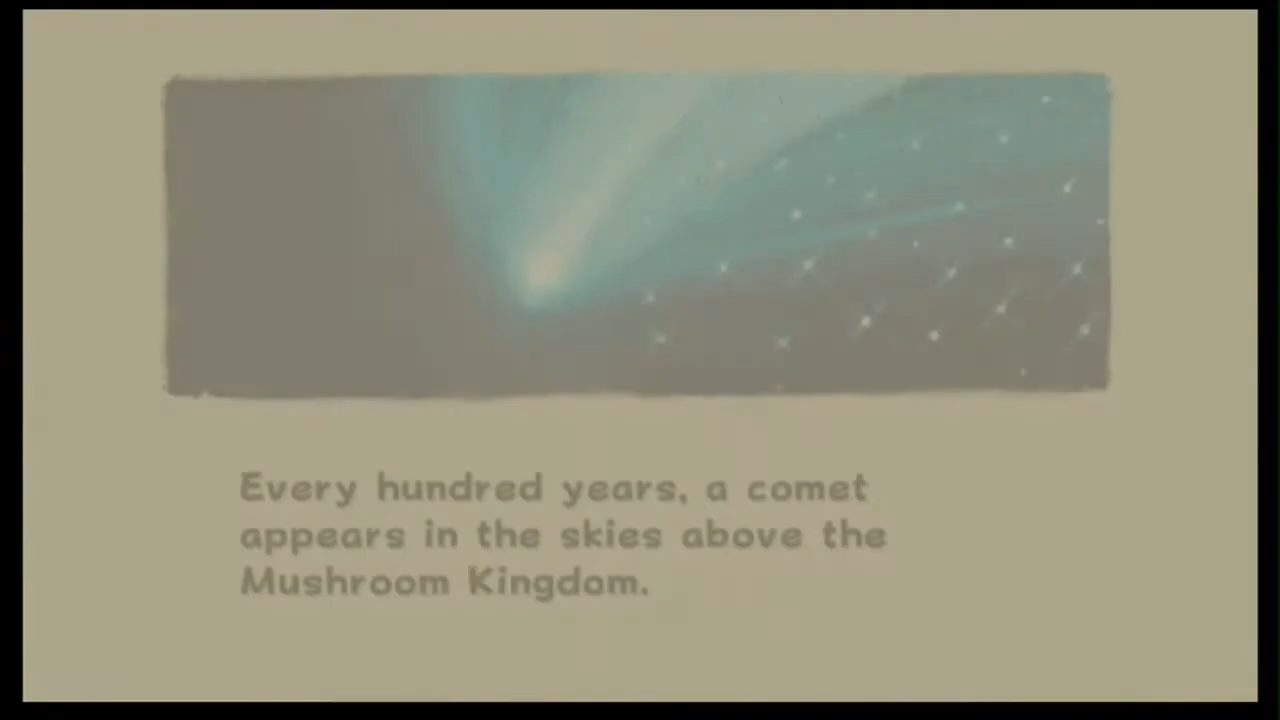 Every hundred years, a comet
appears in the skies above the
Mushroom Kingdom.